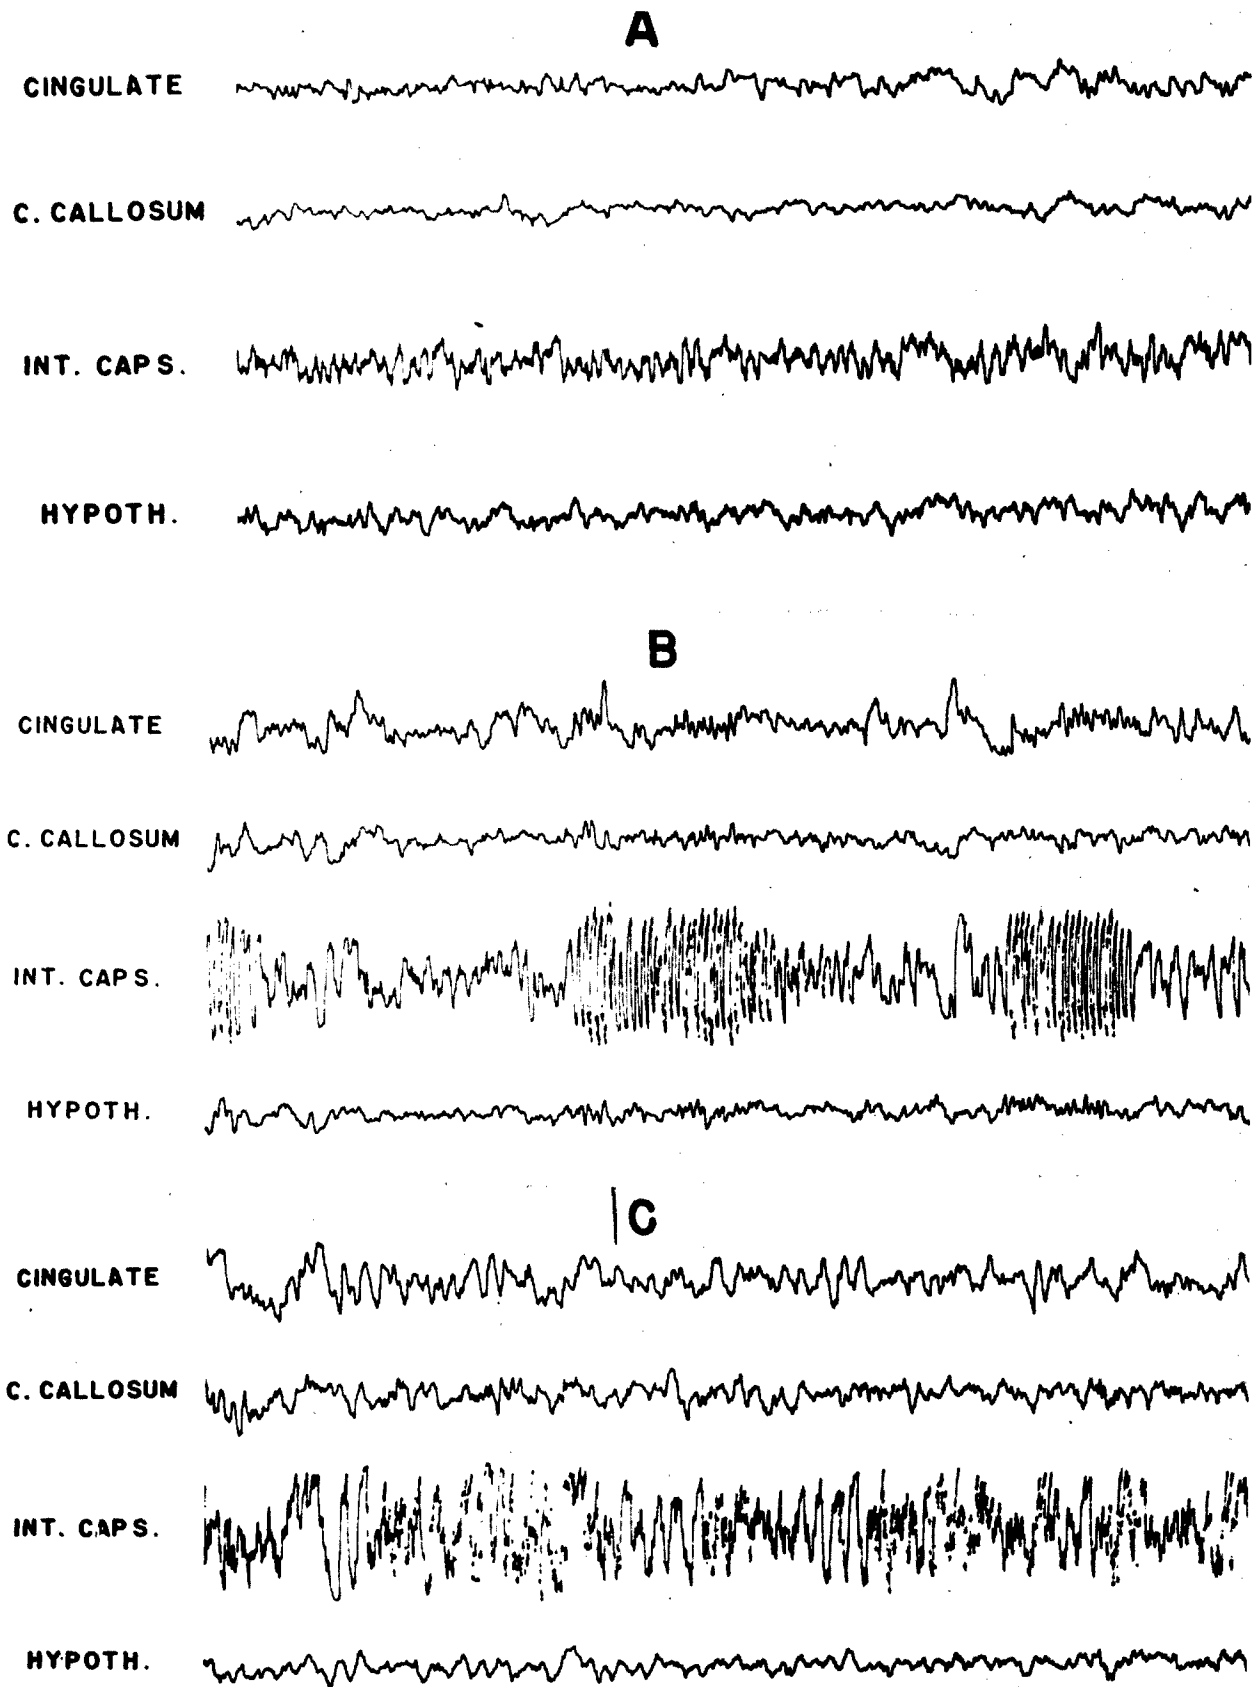 A
CINGULATE
C. CALLOSUM
INT. CAPS.
HYPOTH.
B
CINGULATE
C. CALLOSUM
INT. CAPS.
HYPOTH.
C
CINGULATE
C. CALLOSUM
INT. CAPS.
HYPOTH.